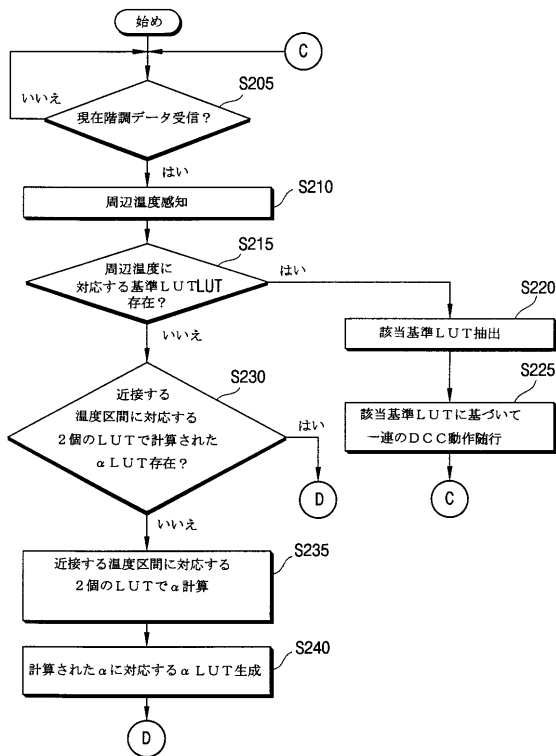 始め
C
S205
いいえ
現在階調データ受信？
はい
S210
周辺温度感知
S215
周辺温度に
対応する基準LUTLUT
存在？
はい
いいえ
S220
該当基準LUT抽出
S225
該当基準LUTに基づいて
一連のDCC動作随行
C
S230
近接する
温度区間に対応する
2個のLUTで計算された
αLUT存在？
はい
D
いいえ
S235
近接する温度区間に対応する
2個のLUTでα計算
S240
計算されたαに対応するαLUT生成
D